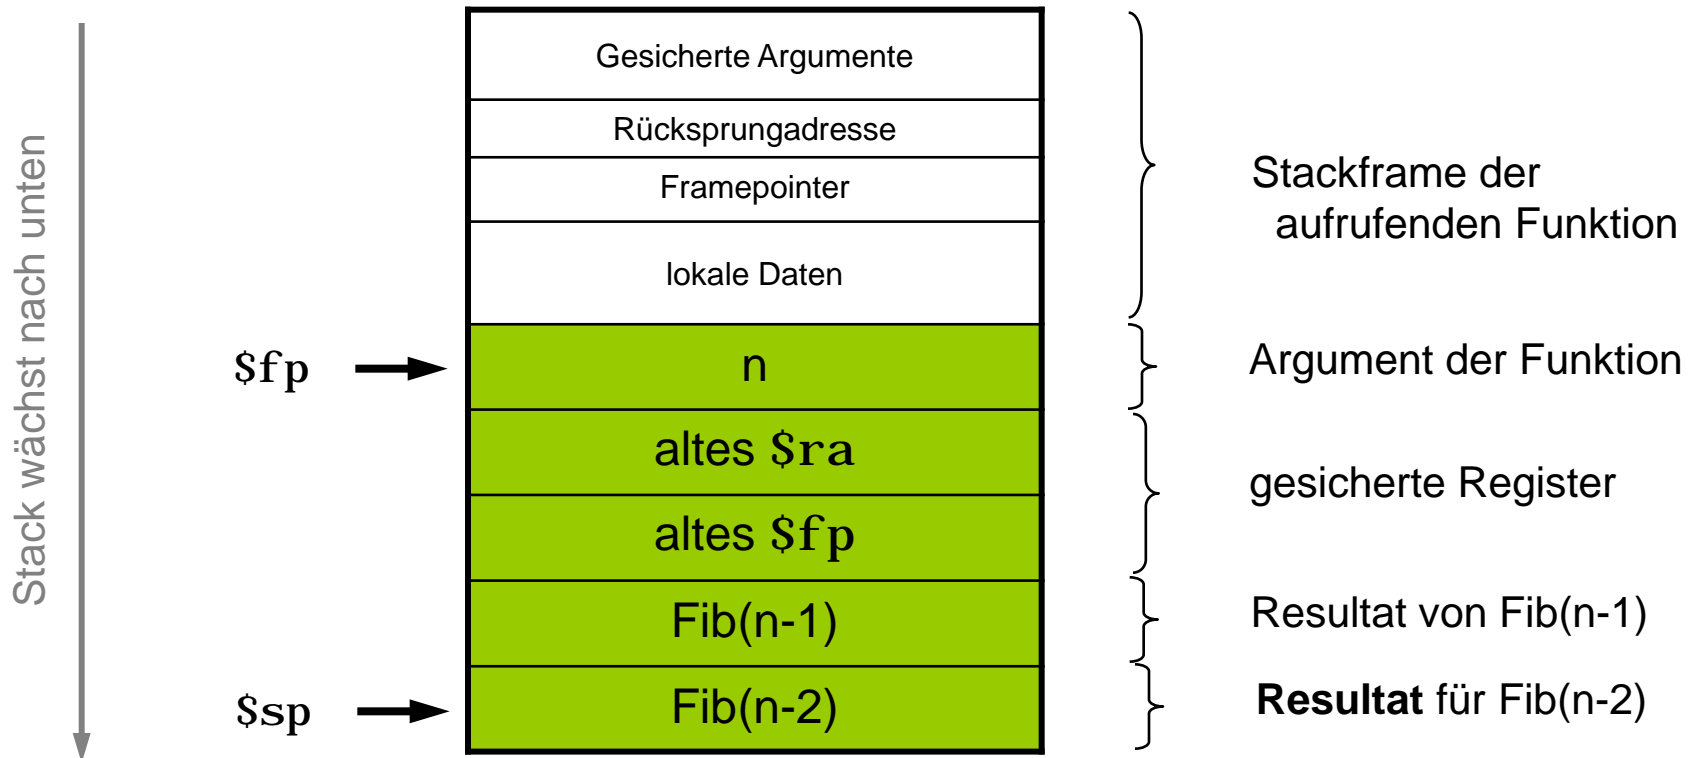 Stack wächst nach unten
Gesicherte Argumente
Rücksprungadresse
Framepointer
lokale Daten
Stackframe der
aufrufenden Funktion
$fp
n
Argument der Funktion
altes $ra
altes $fp
gesicherte Register
Fib(n-1)
Resultat von Fib(n-1)
$sp
Fib(n-2)
Resultat für Fib(n-2)